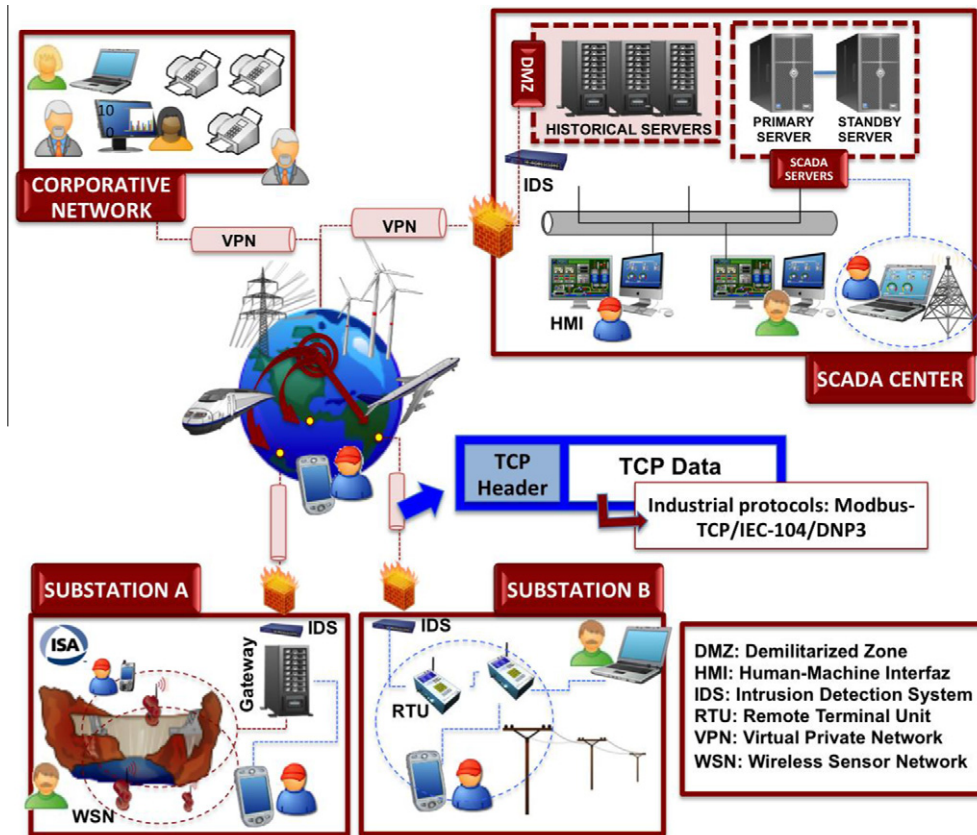 CORPORATIVE
NETWORK
10
0
VPN
VPN
DMZ
HISTORICAL SERVERS
PRIMARY
SERVER
STANDBY
SERVER
SCADA
SERVERS
IDS
HMI
SCADA CENTER
TCP
Header
TCP Data
Industrial protocols: Modbus-
TCP/IEC-104/DNP3
SUBSTATION A
ISA
IDS
Gateway
WSN
SUBSTATION B
IDS
RTU
DMZ: Demilitarized Zone
HMI: Human-Machine Interfaz
IDS: Intrusion Detection System
RTU: Remote Terminal Unit
VPN: Virtual Private Network
WSN: Wireless Sensor Network